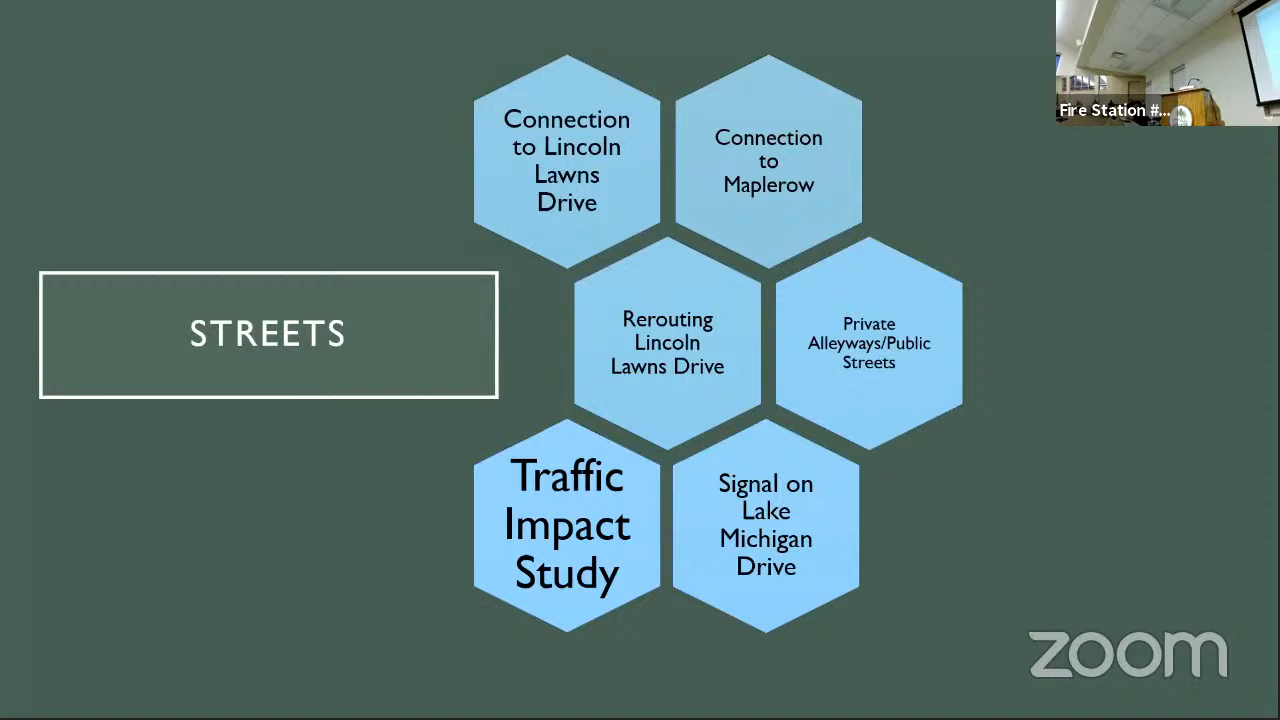 Fire Station #...
Connection
to Lincoln
Lawns
Drive
Connection
to
Maplerow
STREETS
Rerouting
Lincoln
Lawns Drive
Private
Alleyways/Public
Streets
Traffic
Impact
Study
Signal on
Lake
Michigan
Drive
zoom